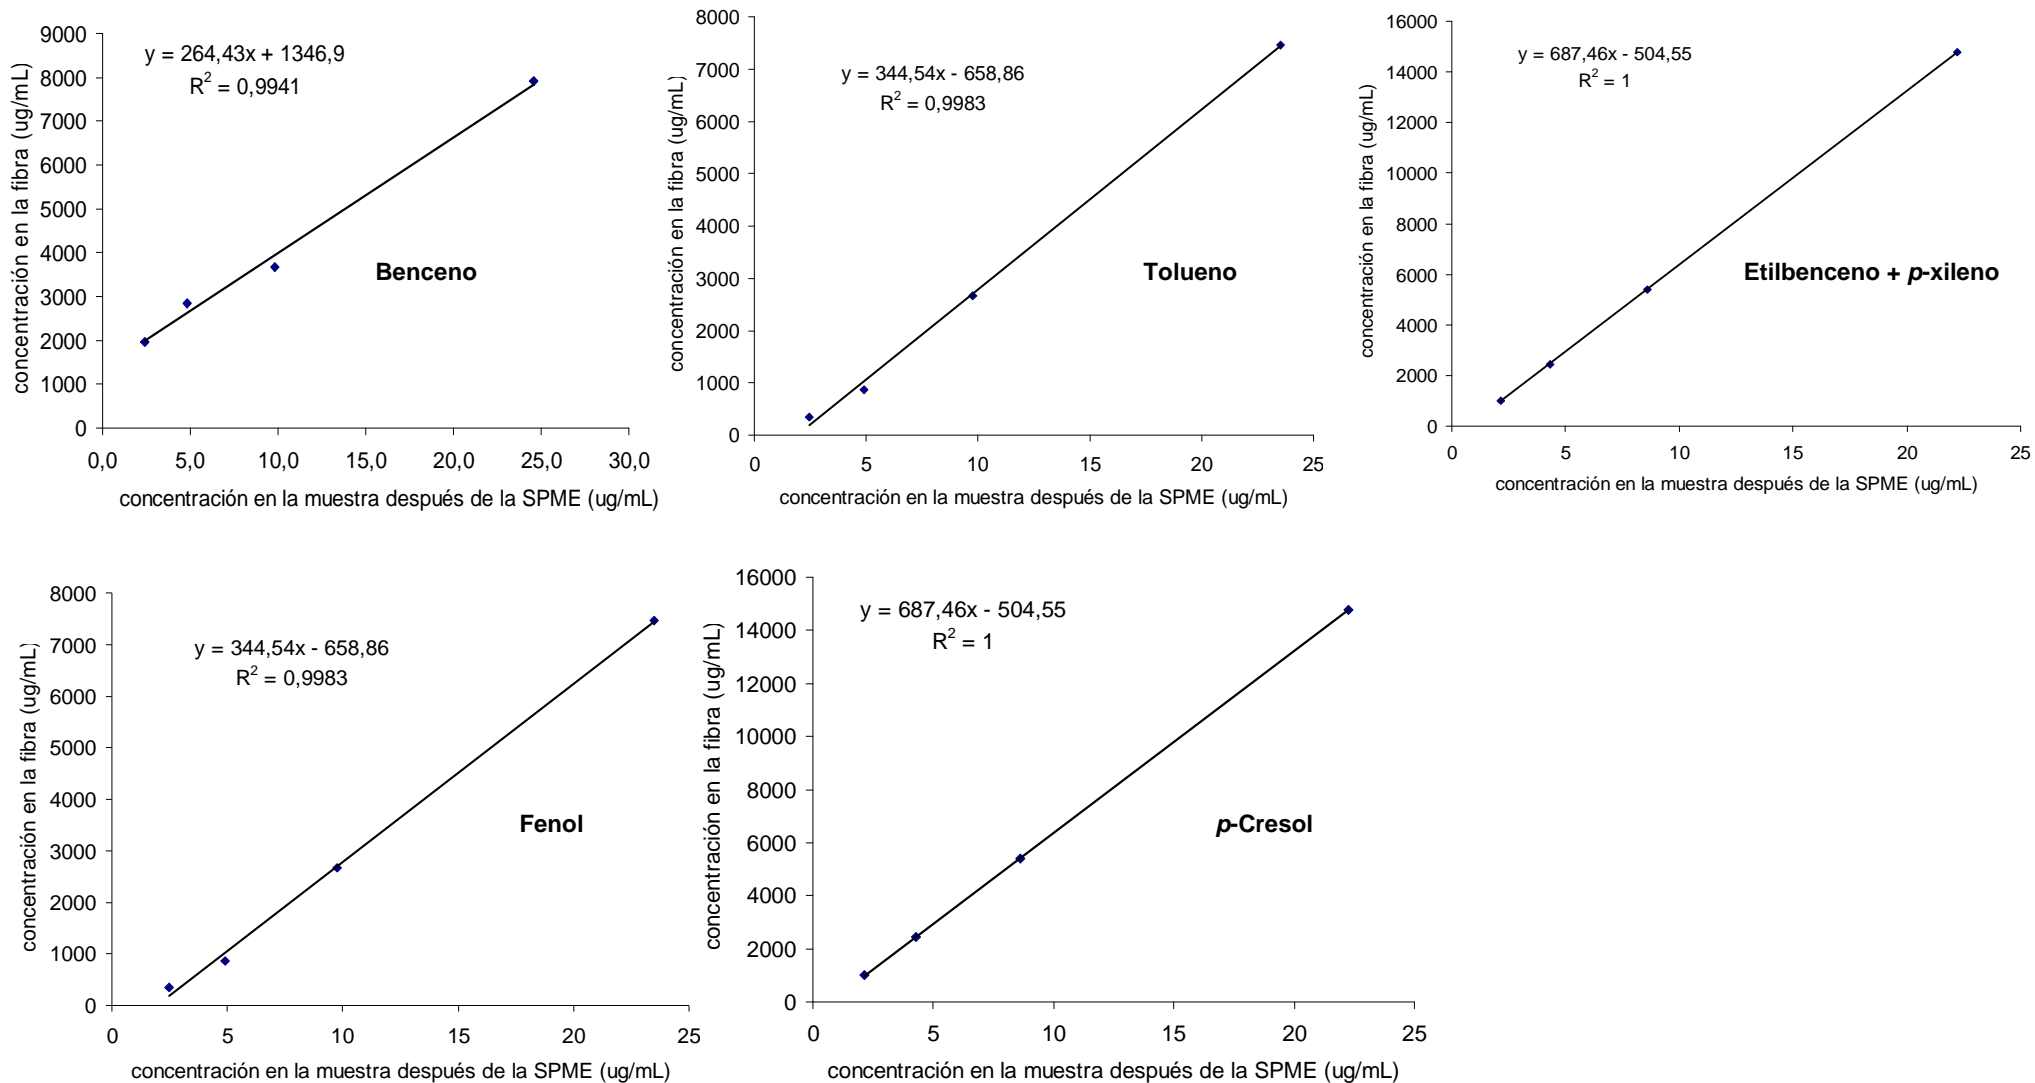 9000
8000
7000
6000
5000
4000
3000
2000
1000
0
0,0 5,0 10,0 15,0 20,0 25,0 30,0
y = 264,43x + 1346,9
R² = 0,9941
Benceno
concentración en la fibra (ug/mL)
concentración en la muestra después de la SPME (ug/mL)
8000
7000
6000
5000
4000
3000
2000
1000
0
0 5 10 15 20 25
y = 344,54x - 658,86
R² = 0,9983
Tolueno
concentración en la fibra (ug/mL)
concentración en la muestra después de la SPME (ug/mL)
16000
14000
12000
10000
8000
6000
4000
2000
0
0 5 10 15 20 25
y = 687,46x - 504,55
R² = 1
Etilbenceno + p-xileno
concentración en la fibra (ug/mL)
concentración en la muestra después de la SPME (ug/mL)
8000
7000
6000
5000
4000
3000
2000
1000
0
0 5 10 15 20 25
y = 344,54x - 658,86
R² = 0,9983
Fenol
concentración en la fibra (ug/mL)
concentración en la muestra después de la SPME (ug/mL)
16000
14000
12000
10000
8000
6000
4000
2000
0
0 5 10 15 20 25
y = 687,46x - 504,55
R² = 1
p-Cresol
concentración en la fibra (ug/mL)
concentración en la muestra después de la SPME (ug/mL)